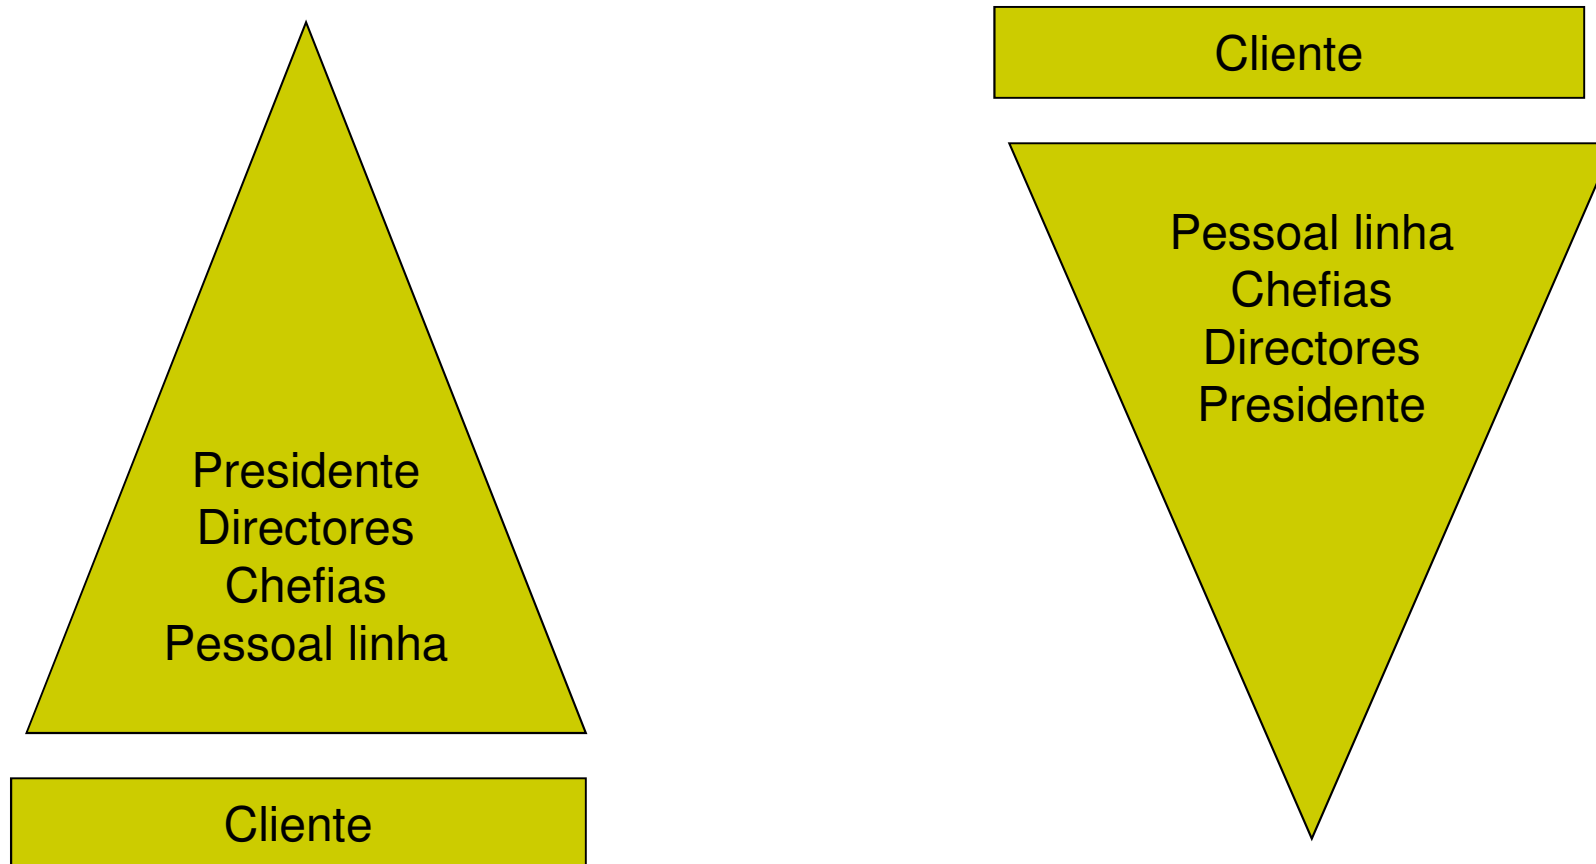 Presidente
Directores
Chefias
Pessoal linha
Cliente
Cliente
Pessoal linha
Chefias
Directores
Presidente